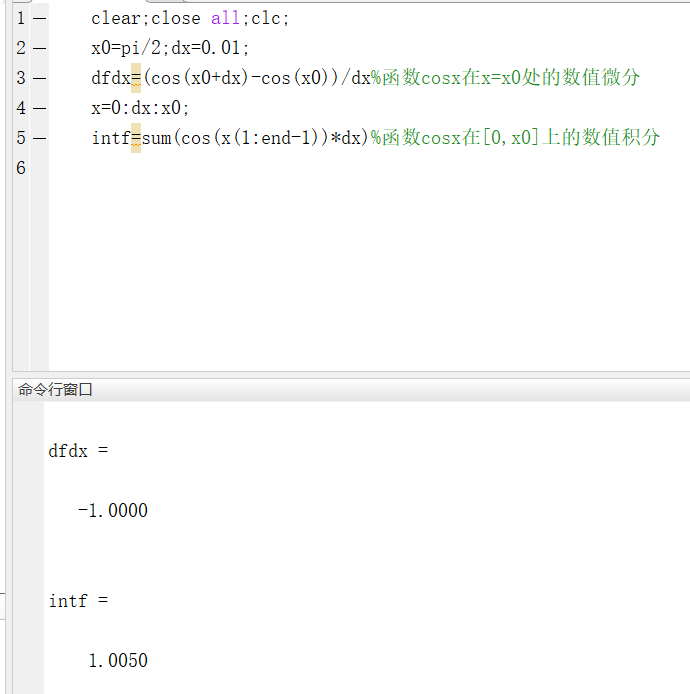 1 — clear;close all;clc;
2 — x0=pi/2;dx=0.01;
3 — dfdx=(cos(x0+dx)-cos(x0))/dx%函数cosx在x=x0处的数值微分
4 — x=0:dx:x0;
5 — intf=sum(cos(x(1:end-1))*dx)%函数cosx在[0,x0]上的数值积分
6
命令行窗口
dfdx =
-1.0000
intf =
1.0050